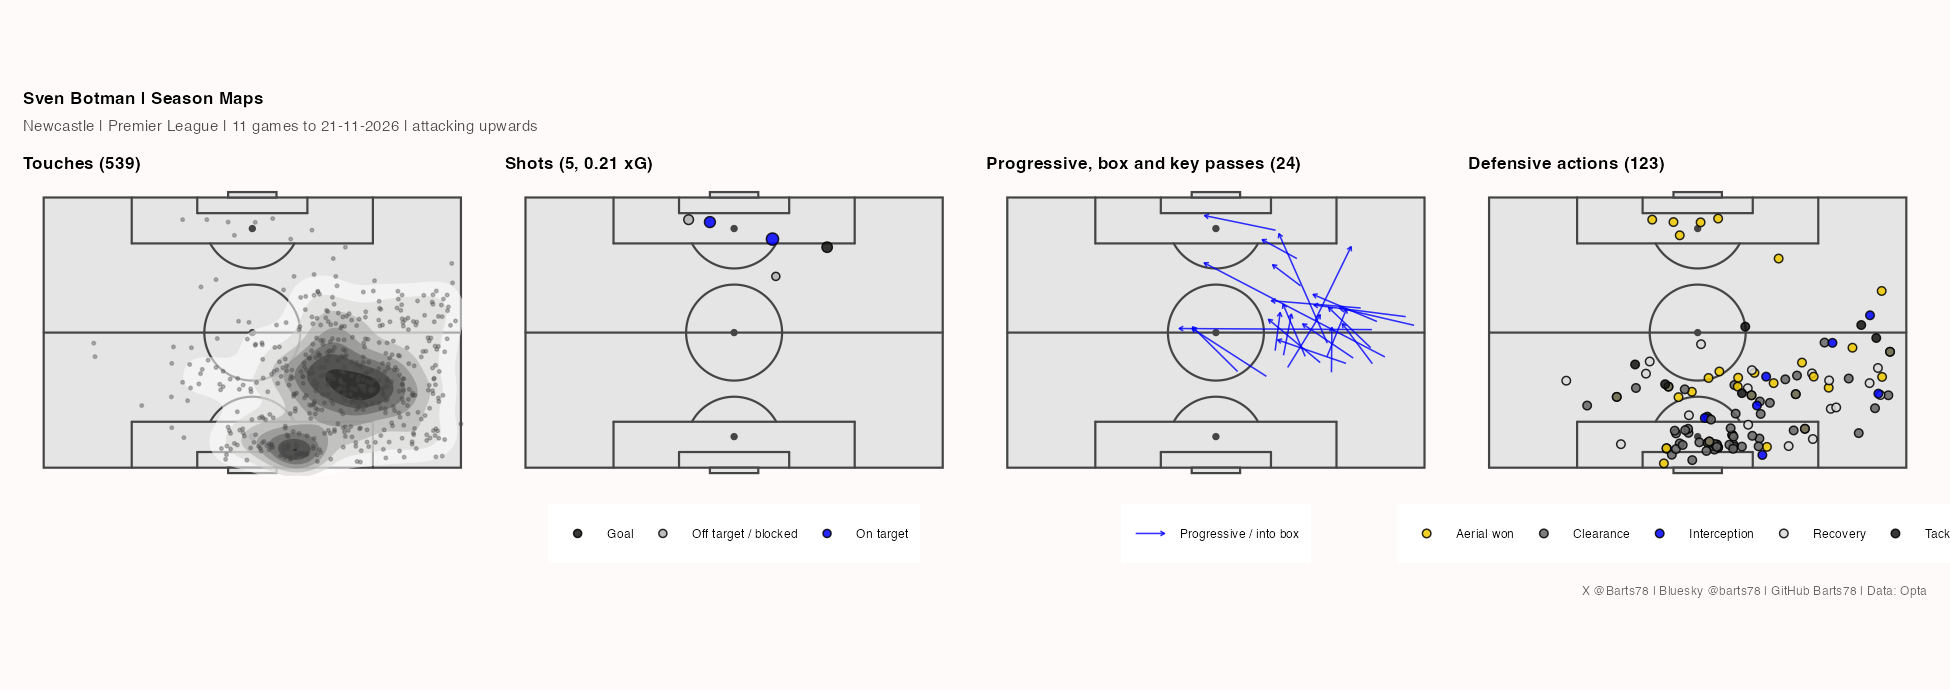 Sven Botman | Season Maps
Newcastle | Premier League | 11 games to 21-11-2026 | attacking upwards
Touches (539)
Shots (5, 0.21 xG)
Progressive, box and key passes (24)
Defensive actions (123)
Goal
Off target / blocked
On target
Progressive / into box
Aerial won
Clearance
Interception
Recovery
Tack
X @Barts78 | Bluesky @barts78 | GitHub Barts78 | Data: Opta